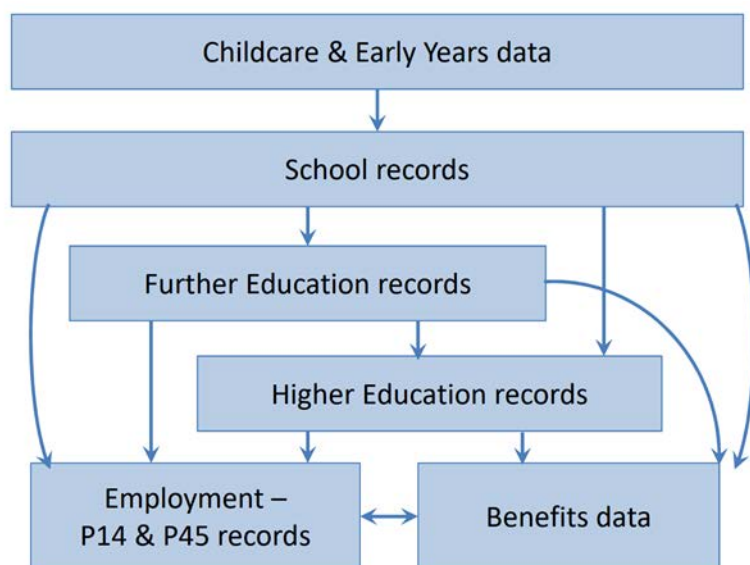 Childcare & Early Years data
School records
Further Education records
Higher Education records
Employment –
P14 & P45 records
Benefits data